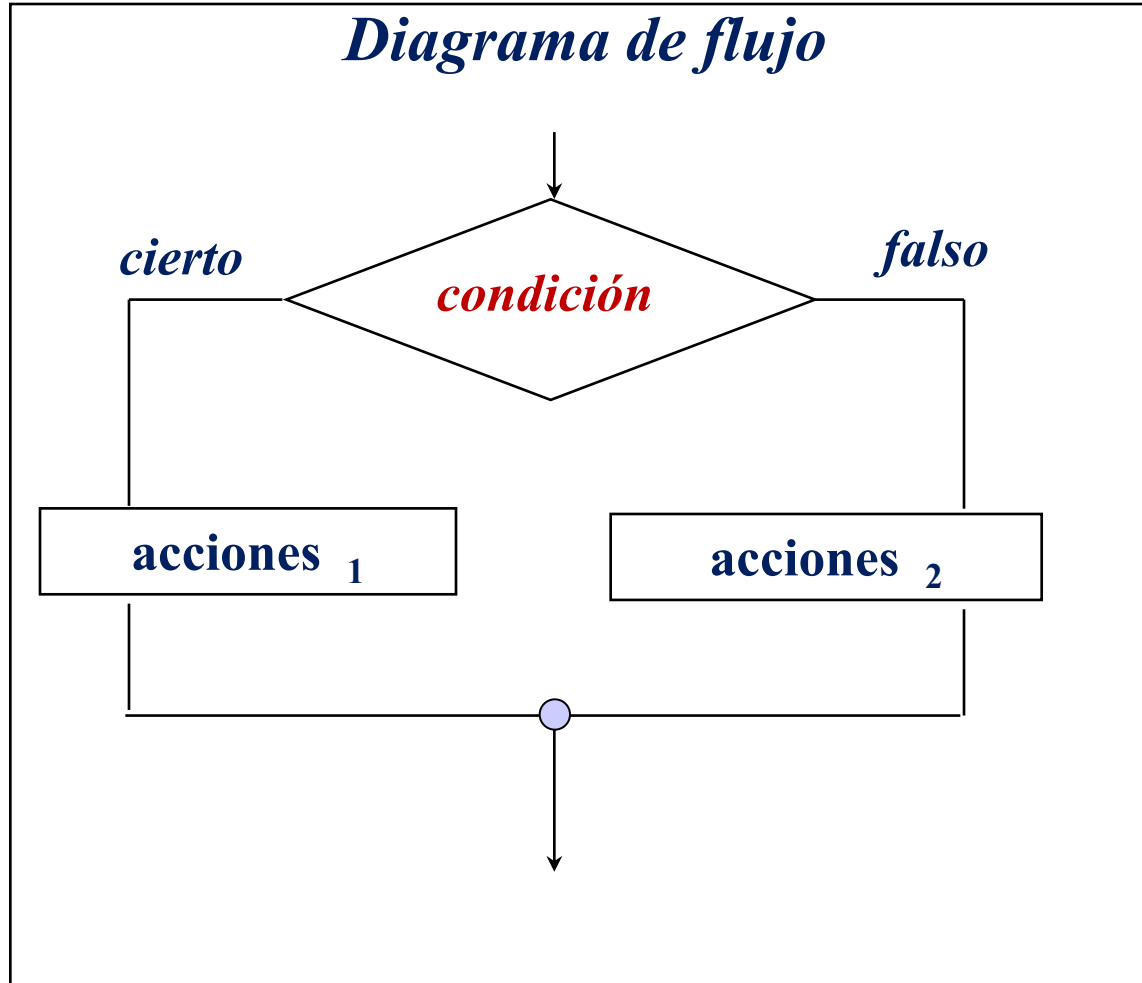 Diagrama de flujo
cierto
falso
condición
acciones 1
acciones 2